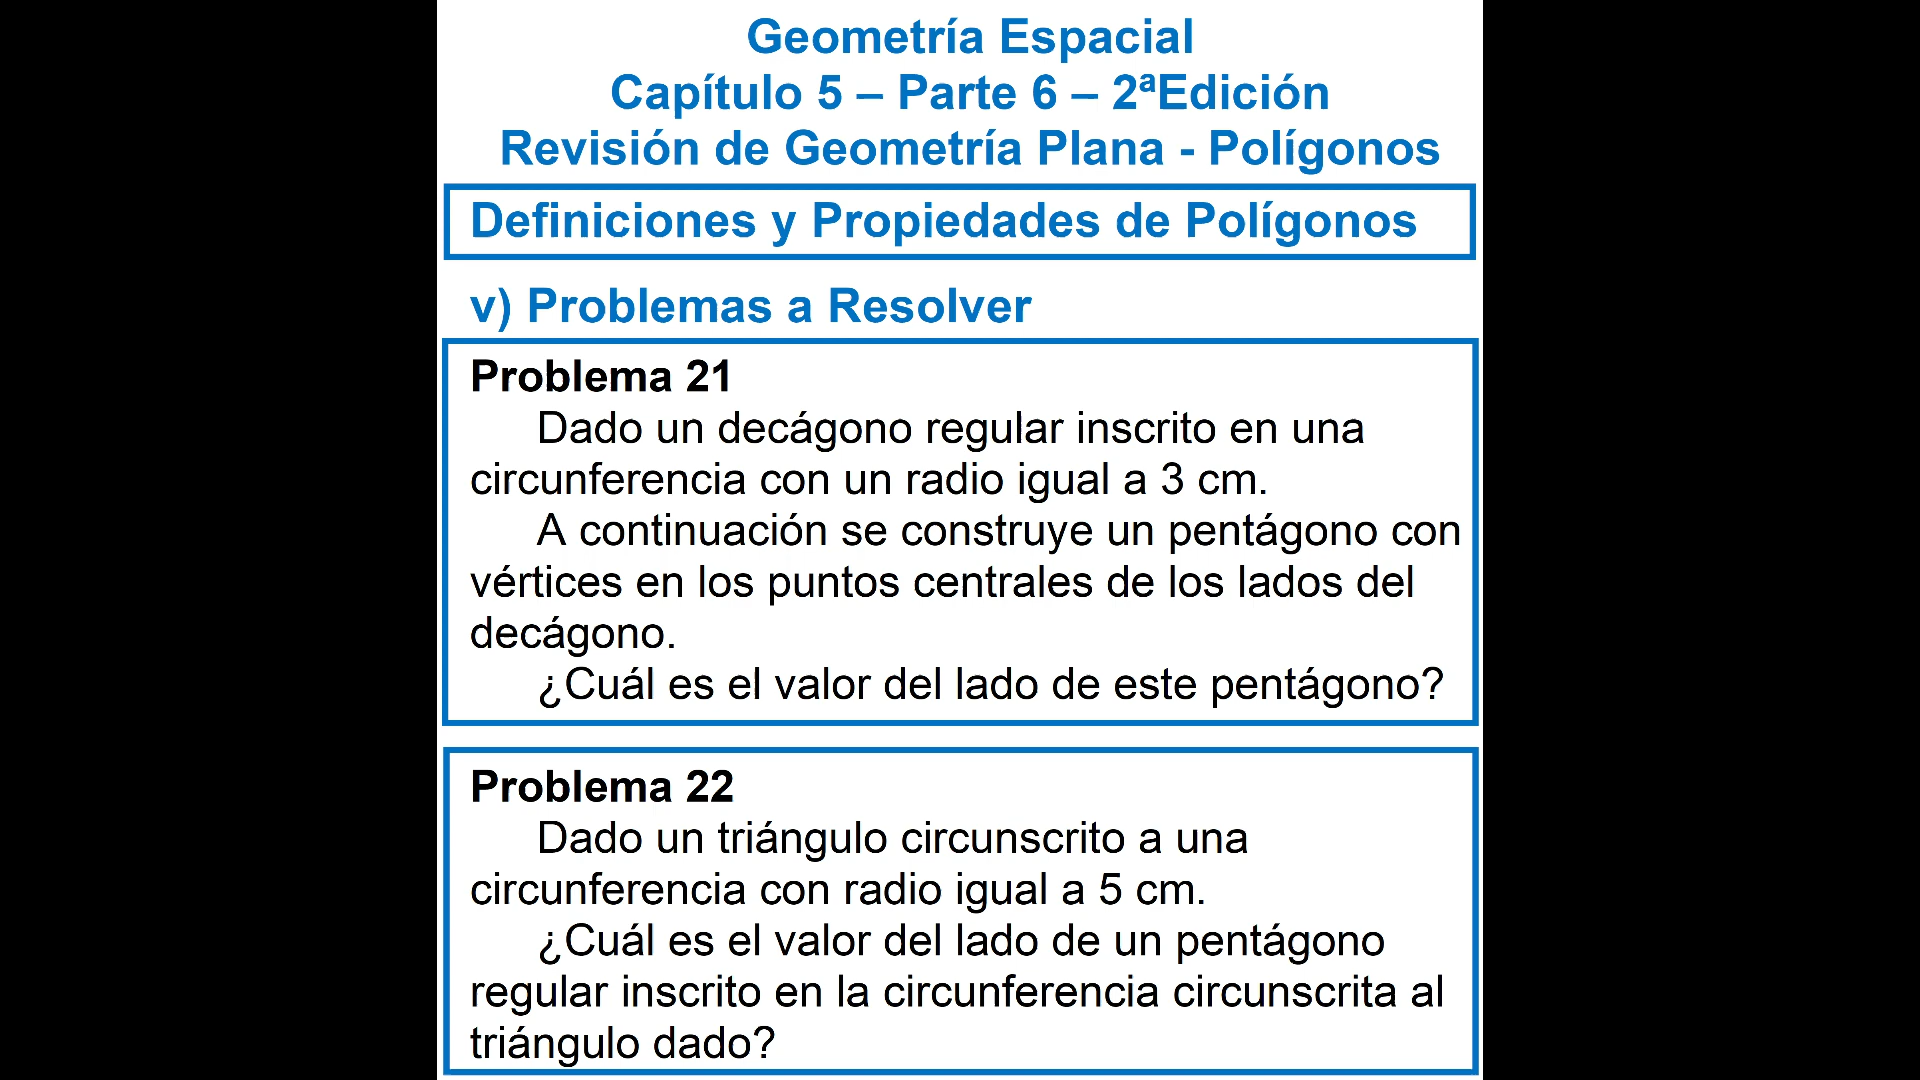 Geometría Espacial
Capítulo 5 – Parte 6 – 2ªEdición
Revisión de Geometría Plana - Polígonos
Definiciones y Propiedades de Polígonos
v) Problemas a Resolver
Problema 21
Dado un decágono regular inscrito en una
circunferencia con un radio igual a 3 cm.
A continuación se construye un pentágono con
vértices en los puntos centrales de los lados del
decágono.
¿Cuál es el valor del lado de este pentágono?
Problema 22
Dado un triángulo circunscrito a una
circunferencia con radio igual a 5 cm.
¿Cuál es el valor del lado de un pentágono
regular inscrito en la circunferencia circunscrita al
triángulo dado?